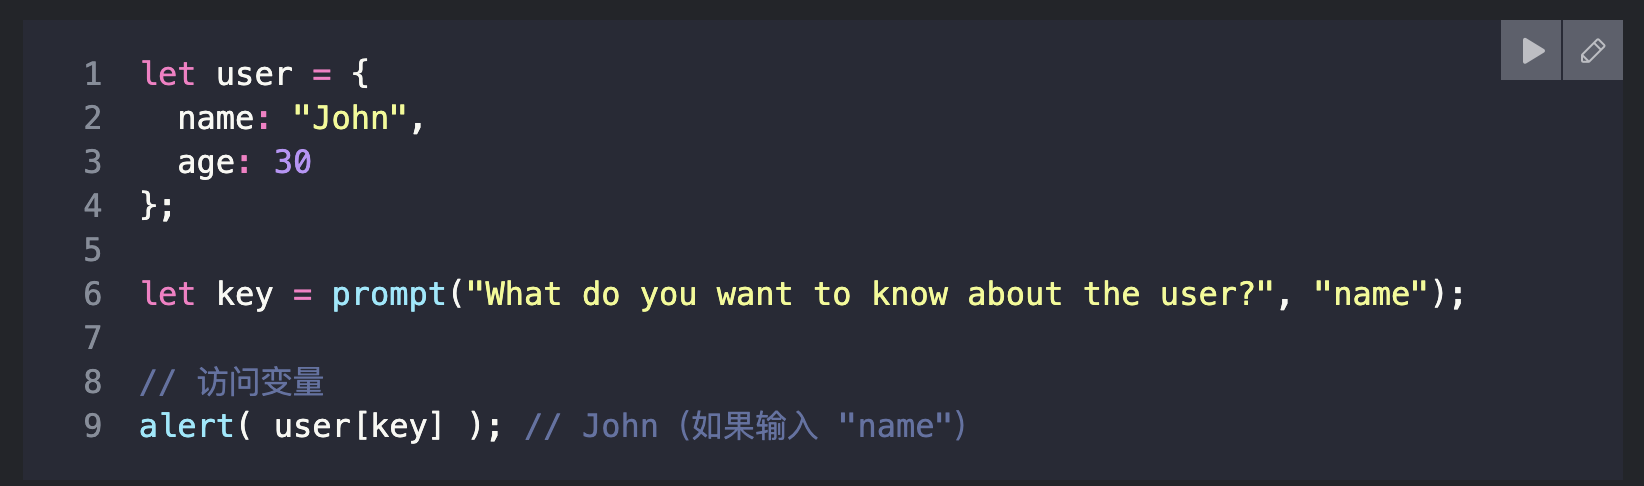 1 let user = {
2   name: "John",
3   age: 30
4 };
5
6 let key = prompt("What do you want to know about the user?", "name");
7
8 // 访问变量
9 alert( user[key] ); // John（如果输入 "name"）